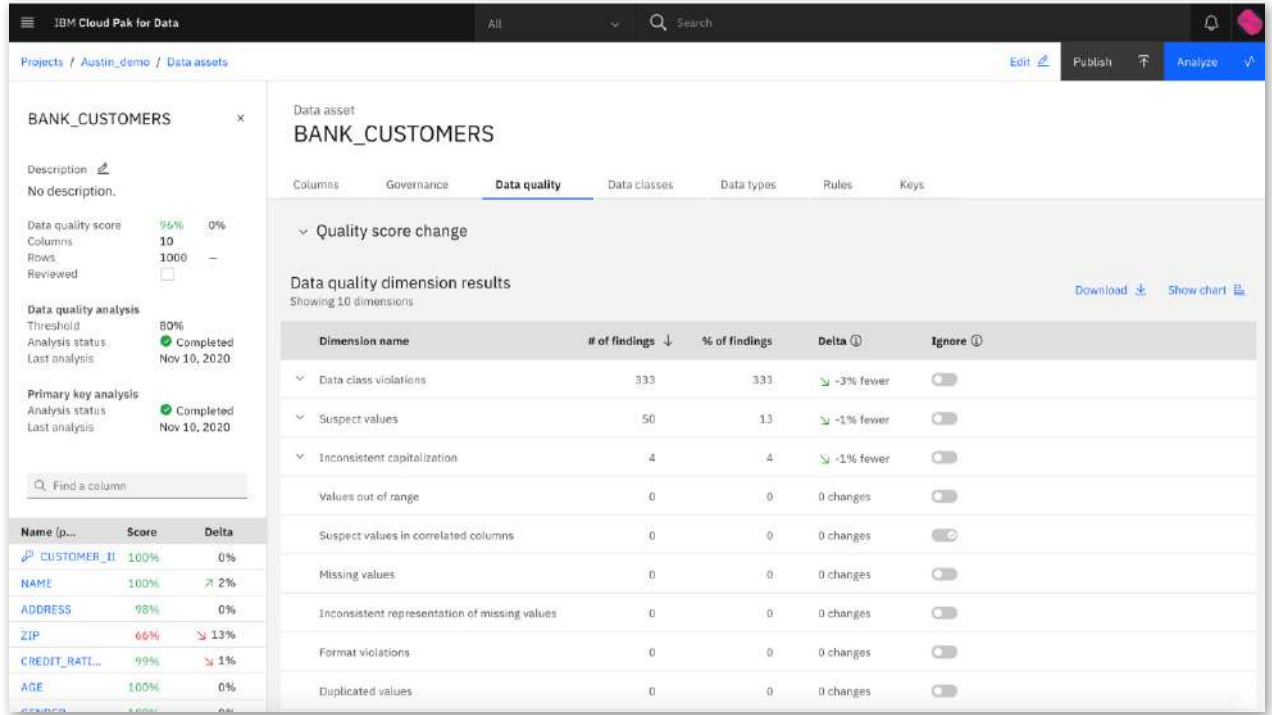 IBM Cloud Pak for Data
All
Search
Projects / Austin_demo / Data assets
Edit
Publish
Analyze
BANK_CUSTOMERS ×
Description
No description.
Data quality score 96% 0%
Columns 10
Rows 1000 –
Reviewed
Data quality analysis
Threshold 80%
Analysis status Completed
Last analysis Nov 10, 2020
Primary key analysis
Analysis status Completed
Last analysis Nov 10, 2020
Find a column
Name (p... Score Delta
CUSTOMER_II 100% 0%
NAME 100% 2%
ADDRESS 98% 0%
ZIP 66% 13%
CREDIT_RATI... 99% 1%
AGE 100% 0%
Data asset
BANK_CUSTOMERS
Columns Governance Data quality Data classes Data types Rules Keys
Quality score change
Data quality dimension results
Showing 10 dimensions
Download Show chart
Dimension name # of findings ↓ % of findings Delta Ignore
Data class violations 333 333 -3% fewer
Suspect values 50 13 -1% fewer
Inconsistent capitalization 4 4 -1% fewer
Values out of range 0 0 0 changes
Suspect values in correlated columns 0 0 0 changes
Missing values 0 0 0 changes
Inconsistent representation of missing values 0 0 0 changes
Format violations 0 0 0 changes
Duplicated values 0 0 0 changes